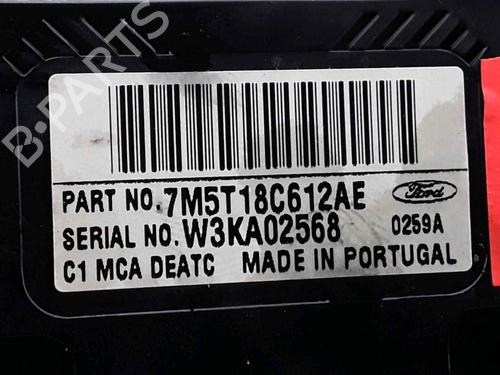 B-PARTS
PART NO. 7M5T18C612AE Ford
SERIAL NO. W3KA02568 0259A
C1 MCA DEATC MADE IN PORTUGAL